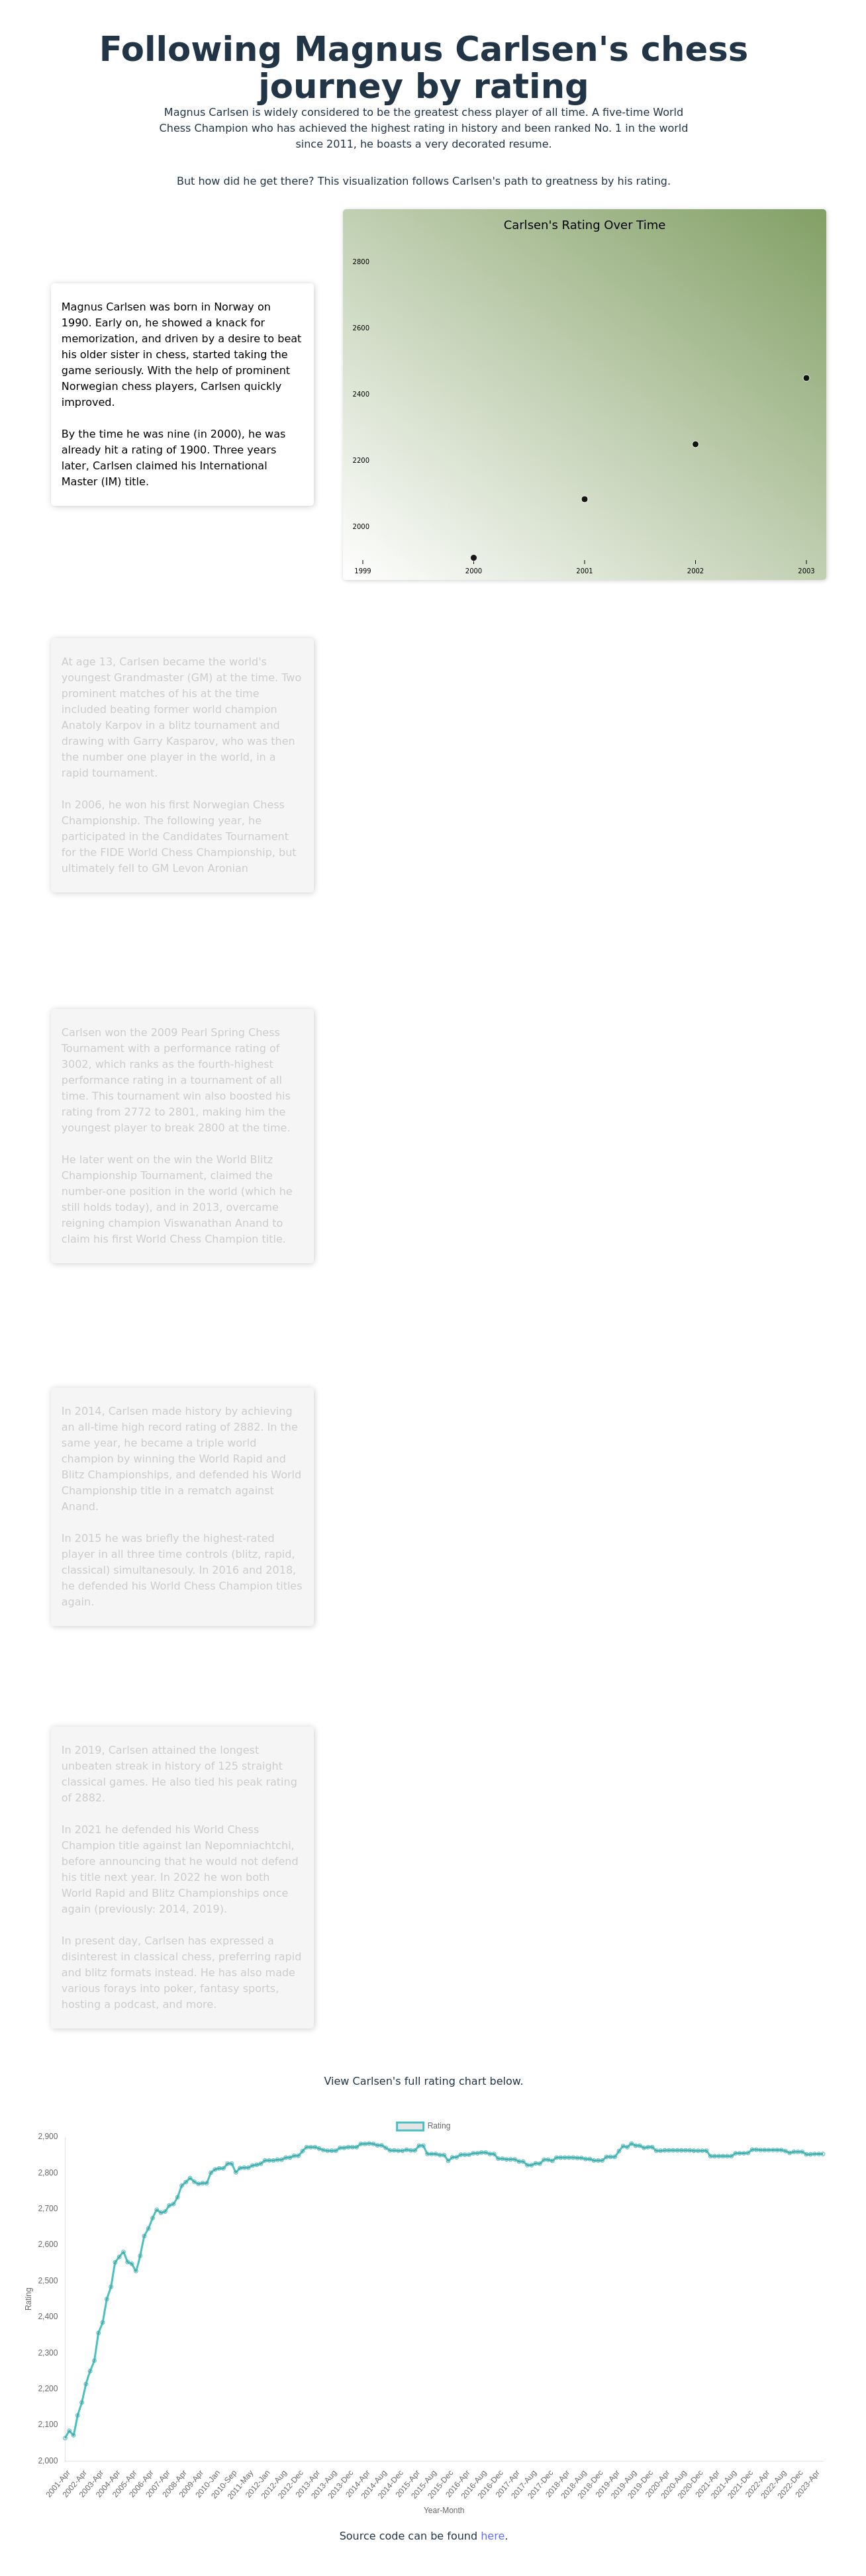 Following Magnus Carlsen's chess
journey by rating
Magnus Carlsen is widely considered to be the greatest chess player of all time. A five-time World
Chess Champion who has achieved the highest rating in history and been ranked No. 1 in the world
since 2011, he boasts a very decorated resume.
But how did he get there? This visualization follows Carlsen's path to greatness by his rating.
Magnus Carlsen was born in Norway on
1990. Early on, he showed a knack for
memorization, and driven by a desire to beat
his older sister in chess, started taking the
game seriously. With the help of prominent
Norwegian chess players, Carlsen quickly
improved.
By the time he was nine (in 2000), he was
already hit a rating of 1900. Three years
later, Carlsen claimed his International
Master (IM) title.
Carlsen's Rating Over Time
2800
2600
2400
2200
2000
1999
2000
2001
2002
2003
At age 13, Carlsen became the world's
youngest Grandmaster (GM) at the time. Two
prominent matches of his at the time
included beating former world champion
Anatoly Karpov in a blitz tournament and
drawing with Garry Kasparov, who was then
the number one player in the world, in a
rapid tournament.
In 2006, he won his first Norwegian Chess
Championship. The following year, he
participated in the Candidates Tournament
for the FIDE World Chess Championship, but
ultimately fell to GM Levon Aronian
Carlsen won the 2009 Pearl Spring Chess
Tournament with a performance rating of
3002, which ranks as the fourth-highest
performance rating in a tournament of all
time. This tournament win also boosted his
rating from 2772 to 2801, making him the
youngest player to break 2800 at the time.
He later went on the win the World Blitz
Championship Tournament, claimed the
number-one position in the world (which he
still holds today), and in 2013, overcame
reigning champion Viswanathan Anand to
claim his first World Chess Champion title.
In 2014, Carlsen made history by achieving
an all-time high record rating of 2882. In the
same year, he became a triple world
champion by winning the World Rapid and
Blitz Championships, and defended his World
Championship title in a rematch against
Anand.
In 2015 he was briefly the highest-rated
player in all three time controls (blitz, rapid,
classical) simultanesouly. In 2016 and 2018,
he defended his World Chess Champion titles
again.
In 2019, Carlsen attained the longest
unbeaten streak in history of 125 straight
classical games. He also tied his peak rating
of 2882.
In 2021 he defended his World Chess
Champion title against Ian Nepomniachtchi,
before announcing that he would not defend
his title next year. In 2022 he won both
World Rapid and Blitz Championships once
again (previously: 2014, 2019).
In present day, Carlsen has expressed a
disinterest in classical chess, preferring rapid
and blitz formats instead. He has also made
various forays into poker, fantasy sports,
hosting a podcast, and more.
View Carlsen's full rating chart below.
Rating
2,900
2,800
2,700
2,600
2,500
2,400
2,300
2,200
2,100
2,000
Rating
2001-Apr
2002-Apr
2003-Apr
2004-Apr
2005-Apr
2006-Apr
2007-Apr
2008-Apr
2009-Apr
2010-Jan
2010-Sep
2011-May
2012-Jan
2012-Aug
2012-Dec
2013-Apr
2013-Aug
2013-Dec
2014-Apr
2014-Aug
2014-Dec
2015-Apr
2015-Aug
2015-Dec
2016-Apr
2016-Aug
2016-Dec
2017-Apr
2017-Aug
2017-Dec
2018-Apr
2018-Aug
2018-Dec
2019-Apr
2019-Aug
2019-Dec
2020-Apr
2020-Aug
2020-Dec
2021-Apr
2021-Aug
2021-Dec
2022-Apr
2022-Aug
2022-Dec
2023-Apr
Year-Month
Source code can be found here.